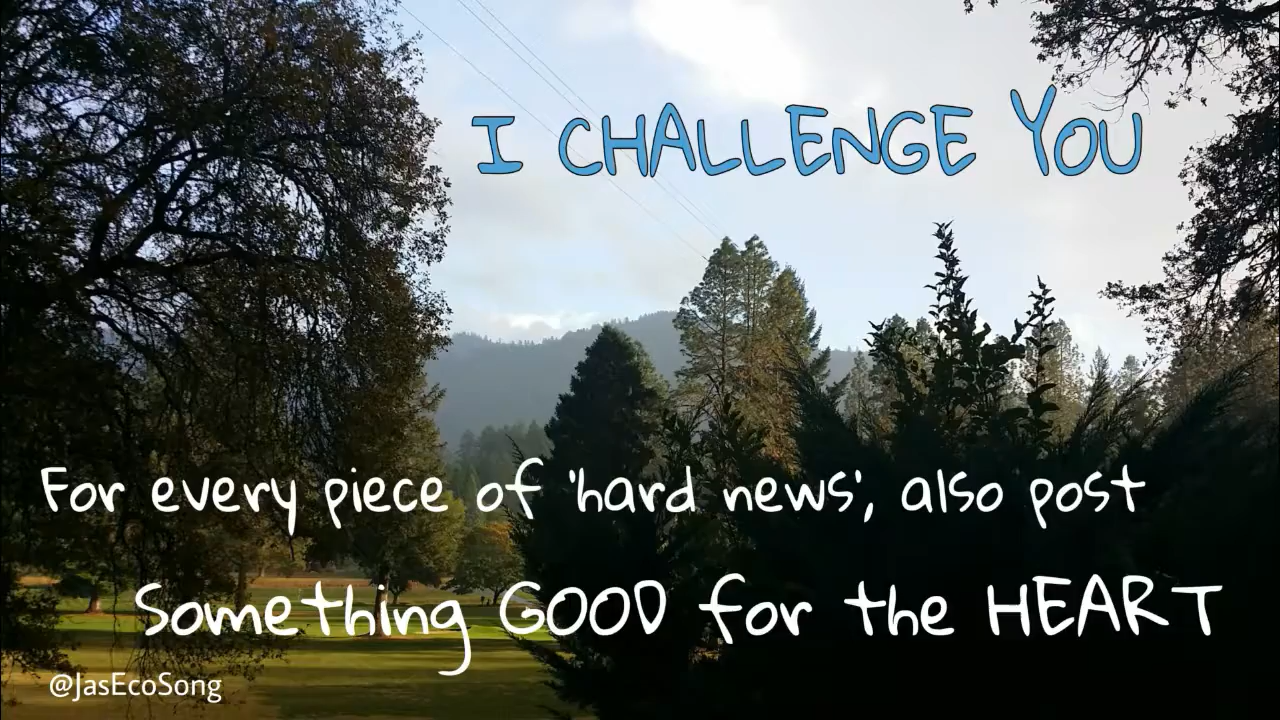 I CHALLENGE YOU
For every piece of 'hard news', also post
Something GOOD for the HEART
@JasEcoSong